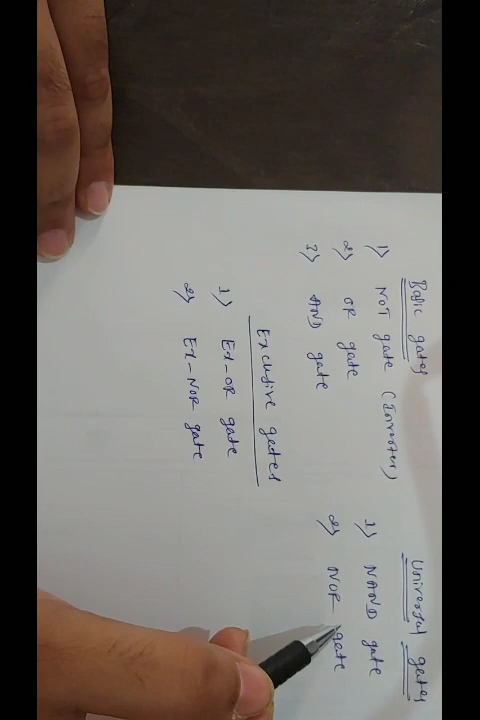 Basic gates
1) NOT gate (Inverter)
2) OR gate
3) AND gate
Universal gates
1) NAND gate
2) NOR gate
Exclusive gates
1) EX-OR gate
2) EX-NOR gate